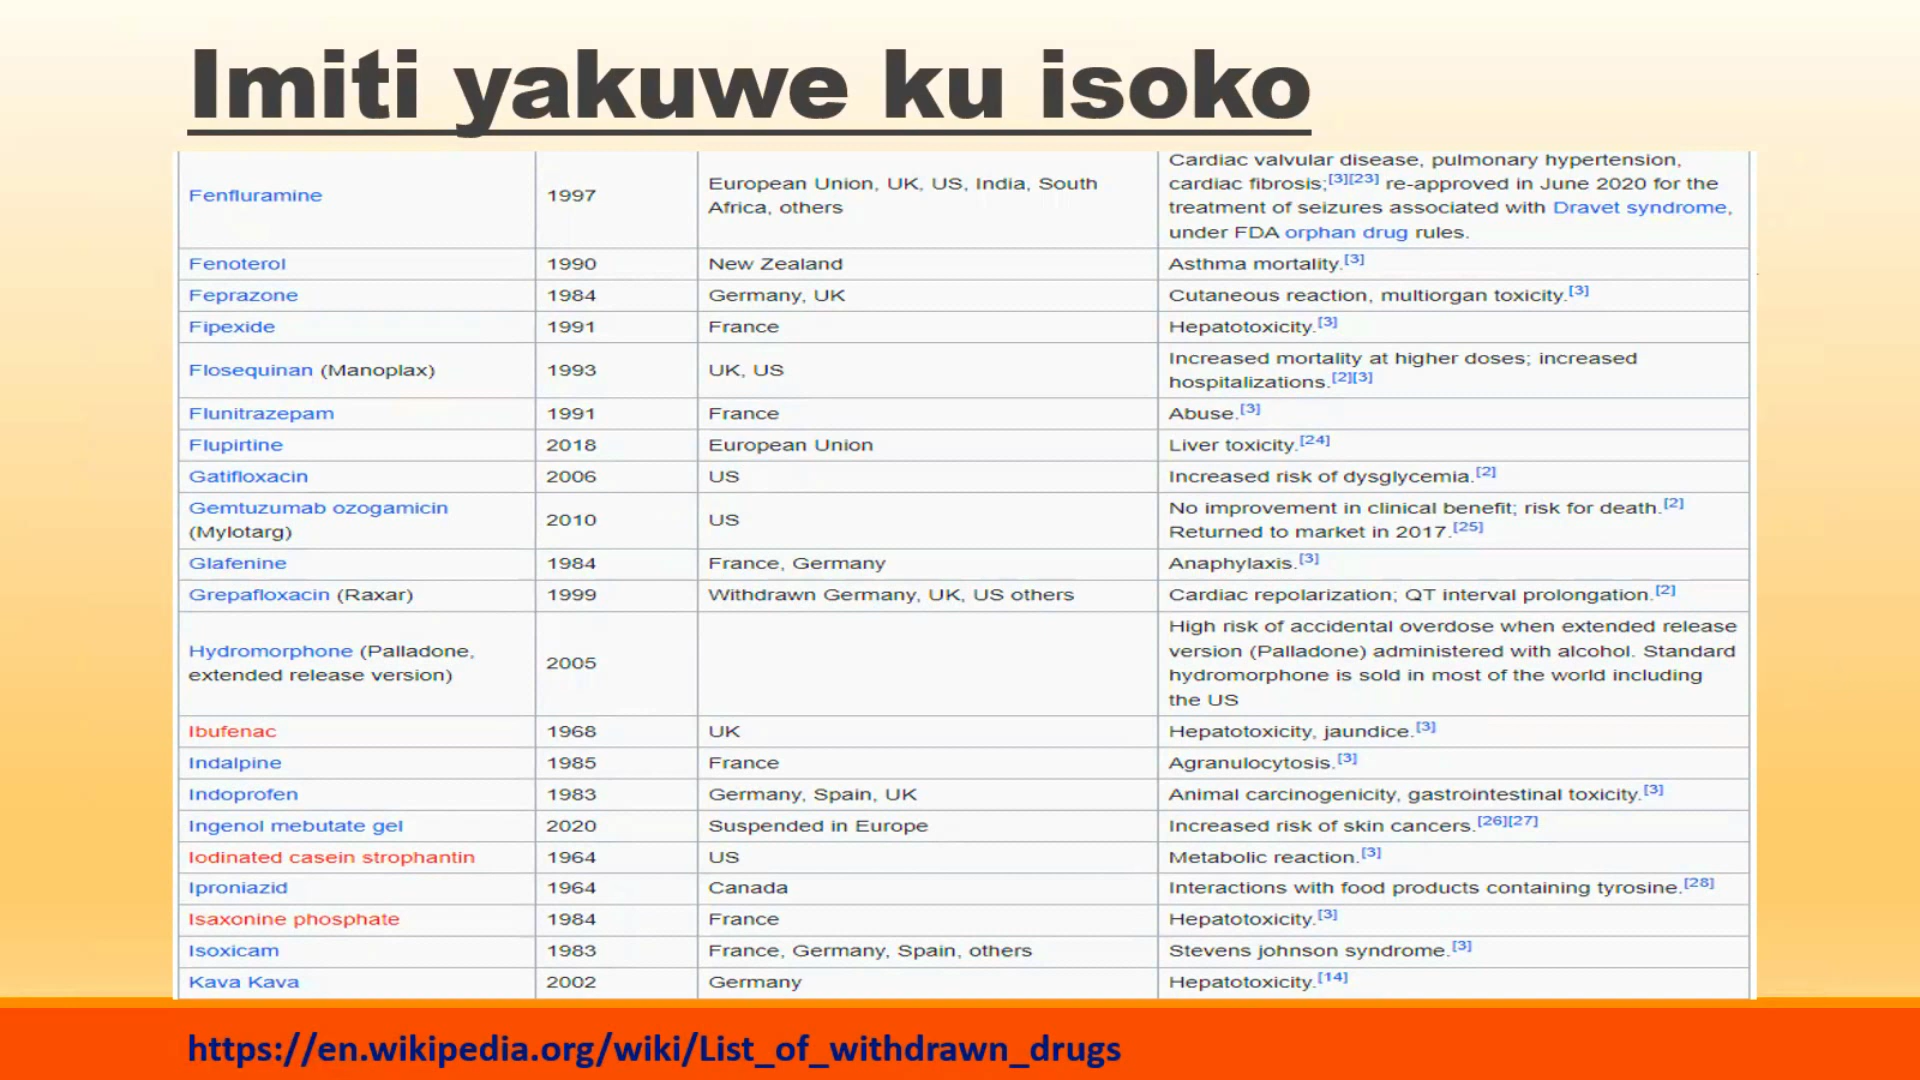 Imiti yakuwe ku isoko
Fenfluramine 1997 European Union, UK, US, India, South Africa, others Cardiac valvular disease, pulmonary hypertension, cardiac fibrosis;[3][23] re-approved in June 2020 for the treatment of seizures associated with Dravet syndrome, under FDA orphan drug rules.
Fenoterol 1990 New Zealand Asthma mortality.[3]
Feprazone 1984 Germany, UK Cutaneous reaction, multiorgan toxicity.[3]
Fipexide 1991 France Hepatotoxicity.[3]
Flosequinan (Manoplax) 1993 UK, US Increased mortality at higher doses; increased hospitalizations.[2][3]
Flunitrazepam 1991 France Abuse.[3]
Flupirtine 2018 European Union Liver toxicity.[24]
Gatifloxacin 2006 US Increased risk of dysglycemia.[2]
Gemtuzumab ozogamicin (Mylotarg) 2010 US No improvement in clinical benefit; risk for death.[2] Returned to market in 2017.[25]
Glafenine 1984 France, Germany Anaphylaxis.[3]
Grepafloxacin (Raxar) 1999 Withdrawn Germany, UK, US others Cardiac repolarization; QT interval prolongation.[2]
Hydromorphone (Palladone, extended release version) 2005 High risk of accidental overdose when extended release version (Palladone) administered with alcohol. Standard hydromorphone is sold in most of the world including the US
Ibufenac 1968 UK Hepatotoxicity, jaundice.[3]
Indalpine 1985 France Agranulocytosis.[3]
Indoprofen 1983 Germany, Spain, UK Animal carcinogenicity, gastrointestinal toxicity.[3]
Ingenol mebutate gel 2020 Suspended in Europe Increased risk of skin cancers.[26][27]
Iodinated casein strophantin 1964 US Metabolic reaction.[3]
Iproniazid 1964 Canada Interactions with food products containing tyrosine.[28]
Isaxonine phosphate 1984 France Hepatotoxicity.[3]
Isoxicam 1983 France, Germany, Spain, others Stevens johnson syndrome.[3]
Kava Kava 2002 Germany Hepatotoxicity.[14]
https://en.wikipedia.org/wiki/List_of_withdrawn_drugs